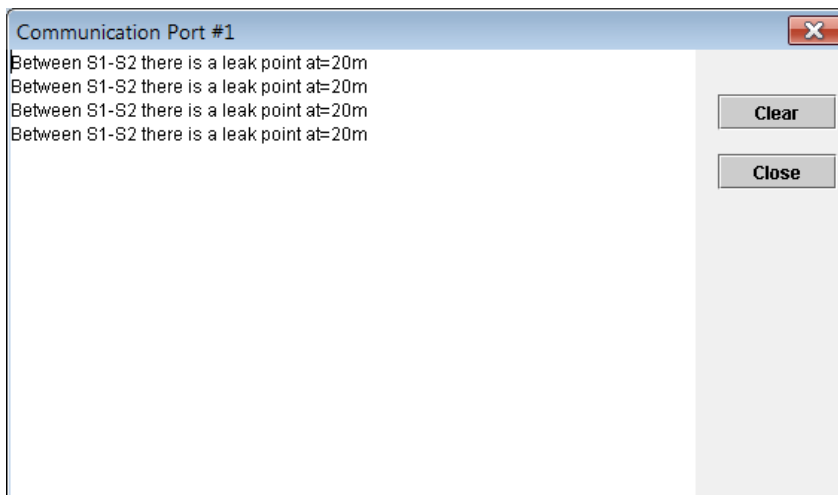 Communication Port #1
Between S1-S2 there is a leak point at=20m
Between S1-S2 there is a leak point at=20m
Between S1-S2 there is a leak point at=20m
Between S1-S2 there is a leak point at=20m
Clear
Close